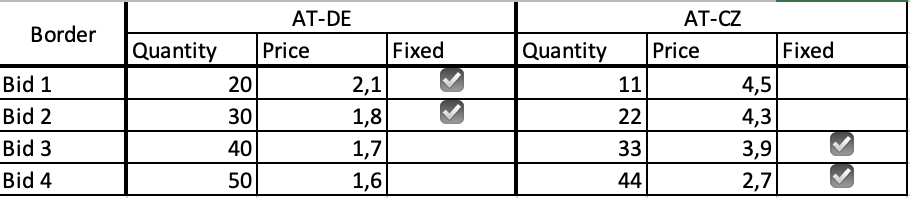 Border AT-DE AT-CZ
Quantity Price Fixed Quantity Price Fixed
Bid 1 20 2,1 ✔ 11 4,5
Bid 2 30 1,8 ✔ 22 4,3
Bid 3 40 1,7 33 3,9 ✔
Bid 4 50 1,6 44 2,7 ✔